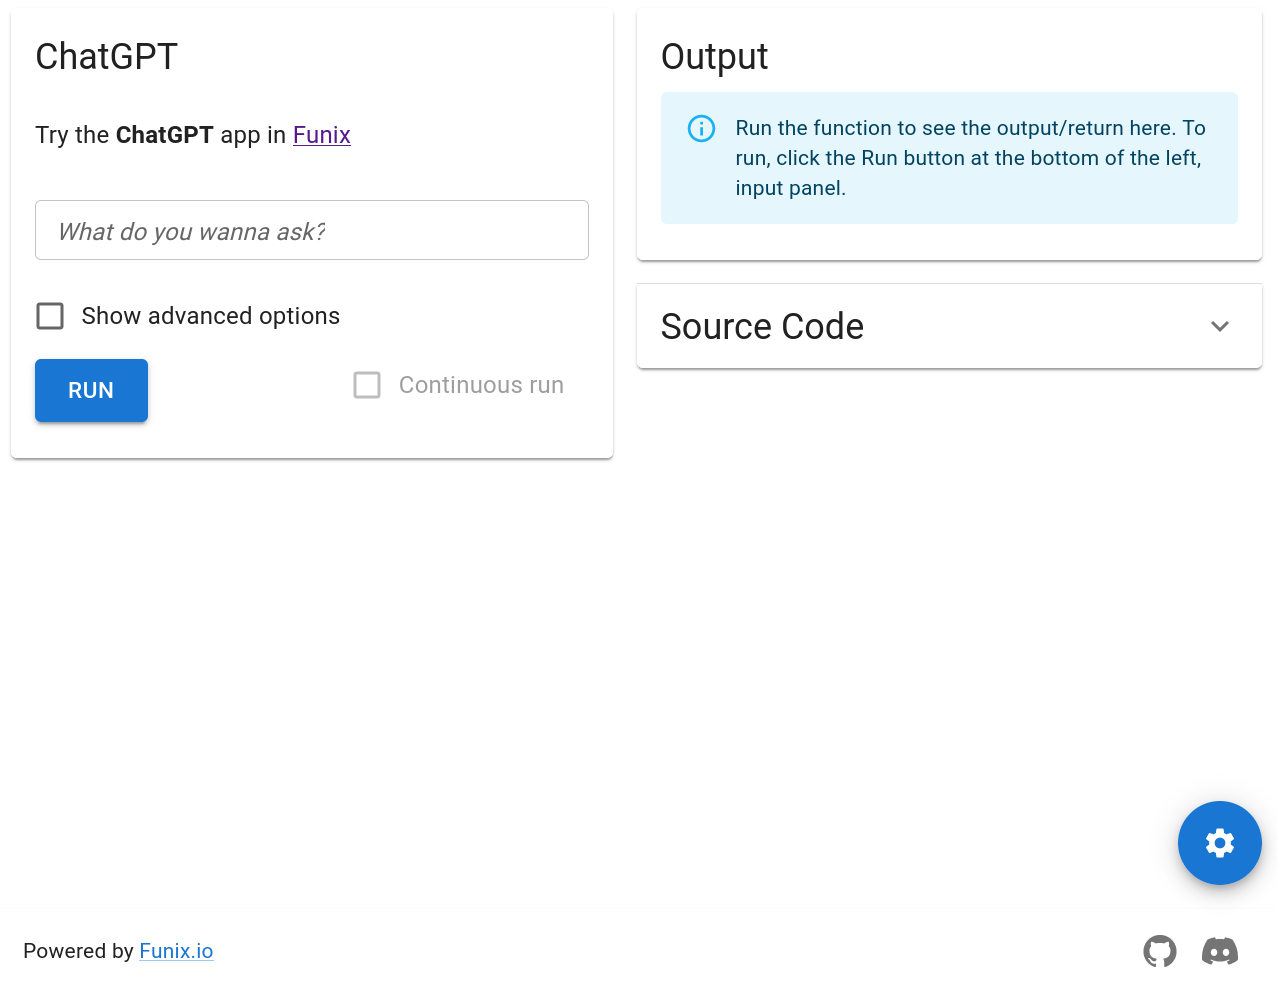 ChatGPT
Try the ChatGPT app in Funix
What do you wanna ask?
Show advanced options
RUN
Continuous run
Output
Run the function to see the output/return here. To
run, click the Run button at the bottom of the left,
input panel.
Source Code
Powered by Funix.io